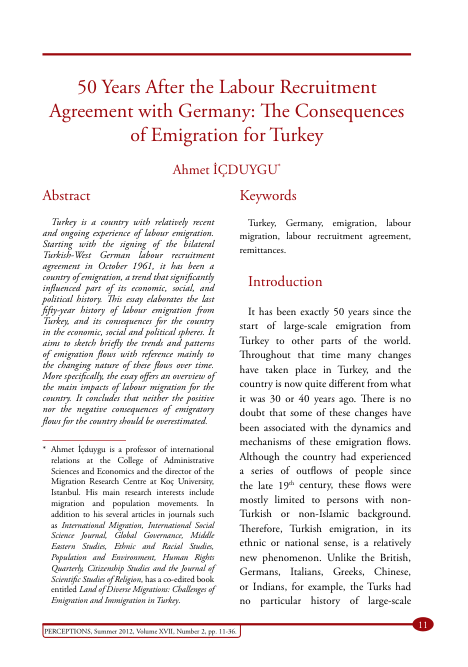 50 Years After the Labour Recruitment
Agreement with Germany: The Consequences
of Emigration for Turkey
Ahmet İÇDUYGU*
Abstract
Turkey is a country with relatively recent
and ongoing experience of labour emigration.
Starting with the signing of the bilateral
Turkish-West German labour recruitment
agreement in October 1961, it has been a
country of emigration, a trend that significantly
influenced part of its economic, social, and
political history. This essay elaborates the last
fifty-year history of labour emigration from
Turkey, and its consequences for the country
in the economic, social and political spheres. It
aims to sketch briefly the trends and patterns
of emigration flows with reference mainly to
the changing nature of these flows over time.
More specifically, the essay offers an overview of
the main impacts of labour migration for the
country. It concludes that neither the positive
nor the negative consequences of emigratory
flows for the country should be overestimated.
* Ahmet İçduygu is a professor of international
relations at the College of Administrative
Sciences and Economics and the director of the
Migration Research Centre at Koç University,
Istanbul. His main research interests include
migration and population movements. In
addition to his several articles in journals such
as International Migration, International Social
Science Journal, Global Governance, Middle
Eastern Studies, Ethnic and Racial Studies,
Population and Environment, Human Rights
Quarterly, Citizenship Studies and the Journal of
Scientific Studies of Religion, has a co-edited book
entitled Land of Diverse Migrations: Challenges of
Emigration and Immigration in Turkey.
Keywords
Turkey, Germany, emigration, labour
migration, labour recruitment agreement,
remittances.
Introduction
It has been exactly 50 years since the
start of large-scale emigration from
Turkey to other parts of the world.
Throughout that time many changes
have taken place in Turkey, and the
country is now quite different from what
it was 30 or 40 years ago. There is no
doubt that some of these changes have
been associated with the dynamics and
mechanisms of these emigration flows.
Although the country had experienced
a series of outflows of people since
the late 19th century, these flows were
mostly limited to persons with non-
Turkish or non-Islamic background.
Therefore, Turkish emigration, in its
ethnic or national sense, is a relatively
new phenomenon. Unlike the British,
Germans, Italians, Greeks, Chinese,
or Indians, for example, the Turks had
no particular history of large-scale
11
PERCEPTIONS, Summer 2012, Volume XVII, Number 2, pp. 11-36.